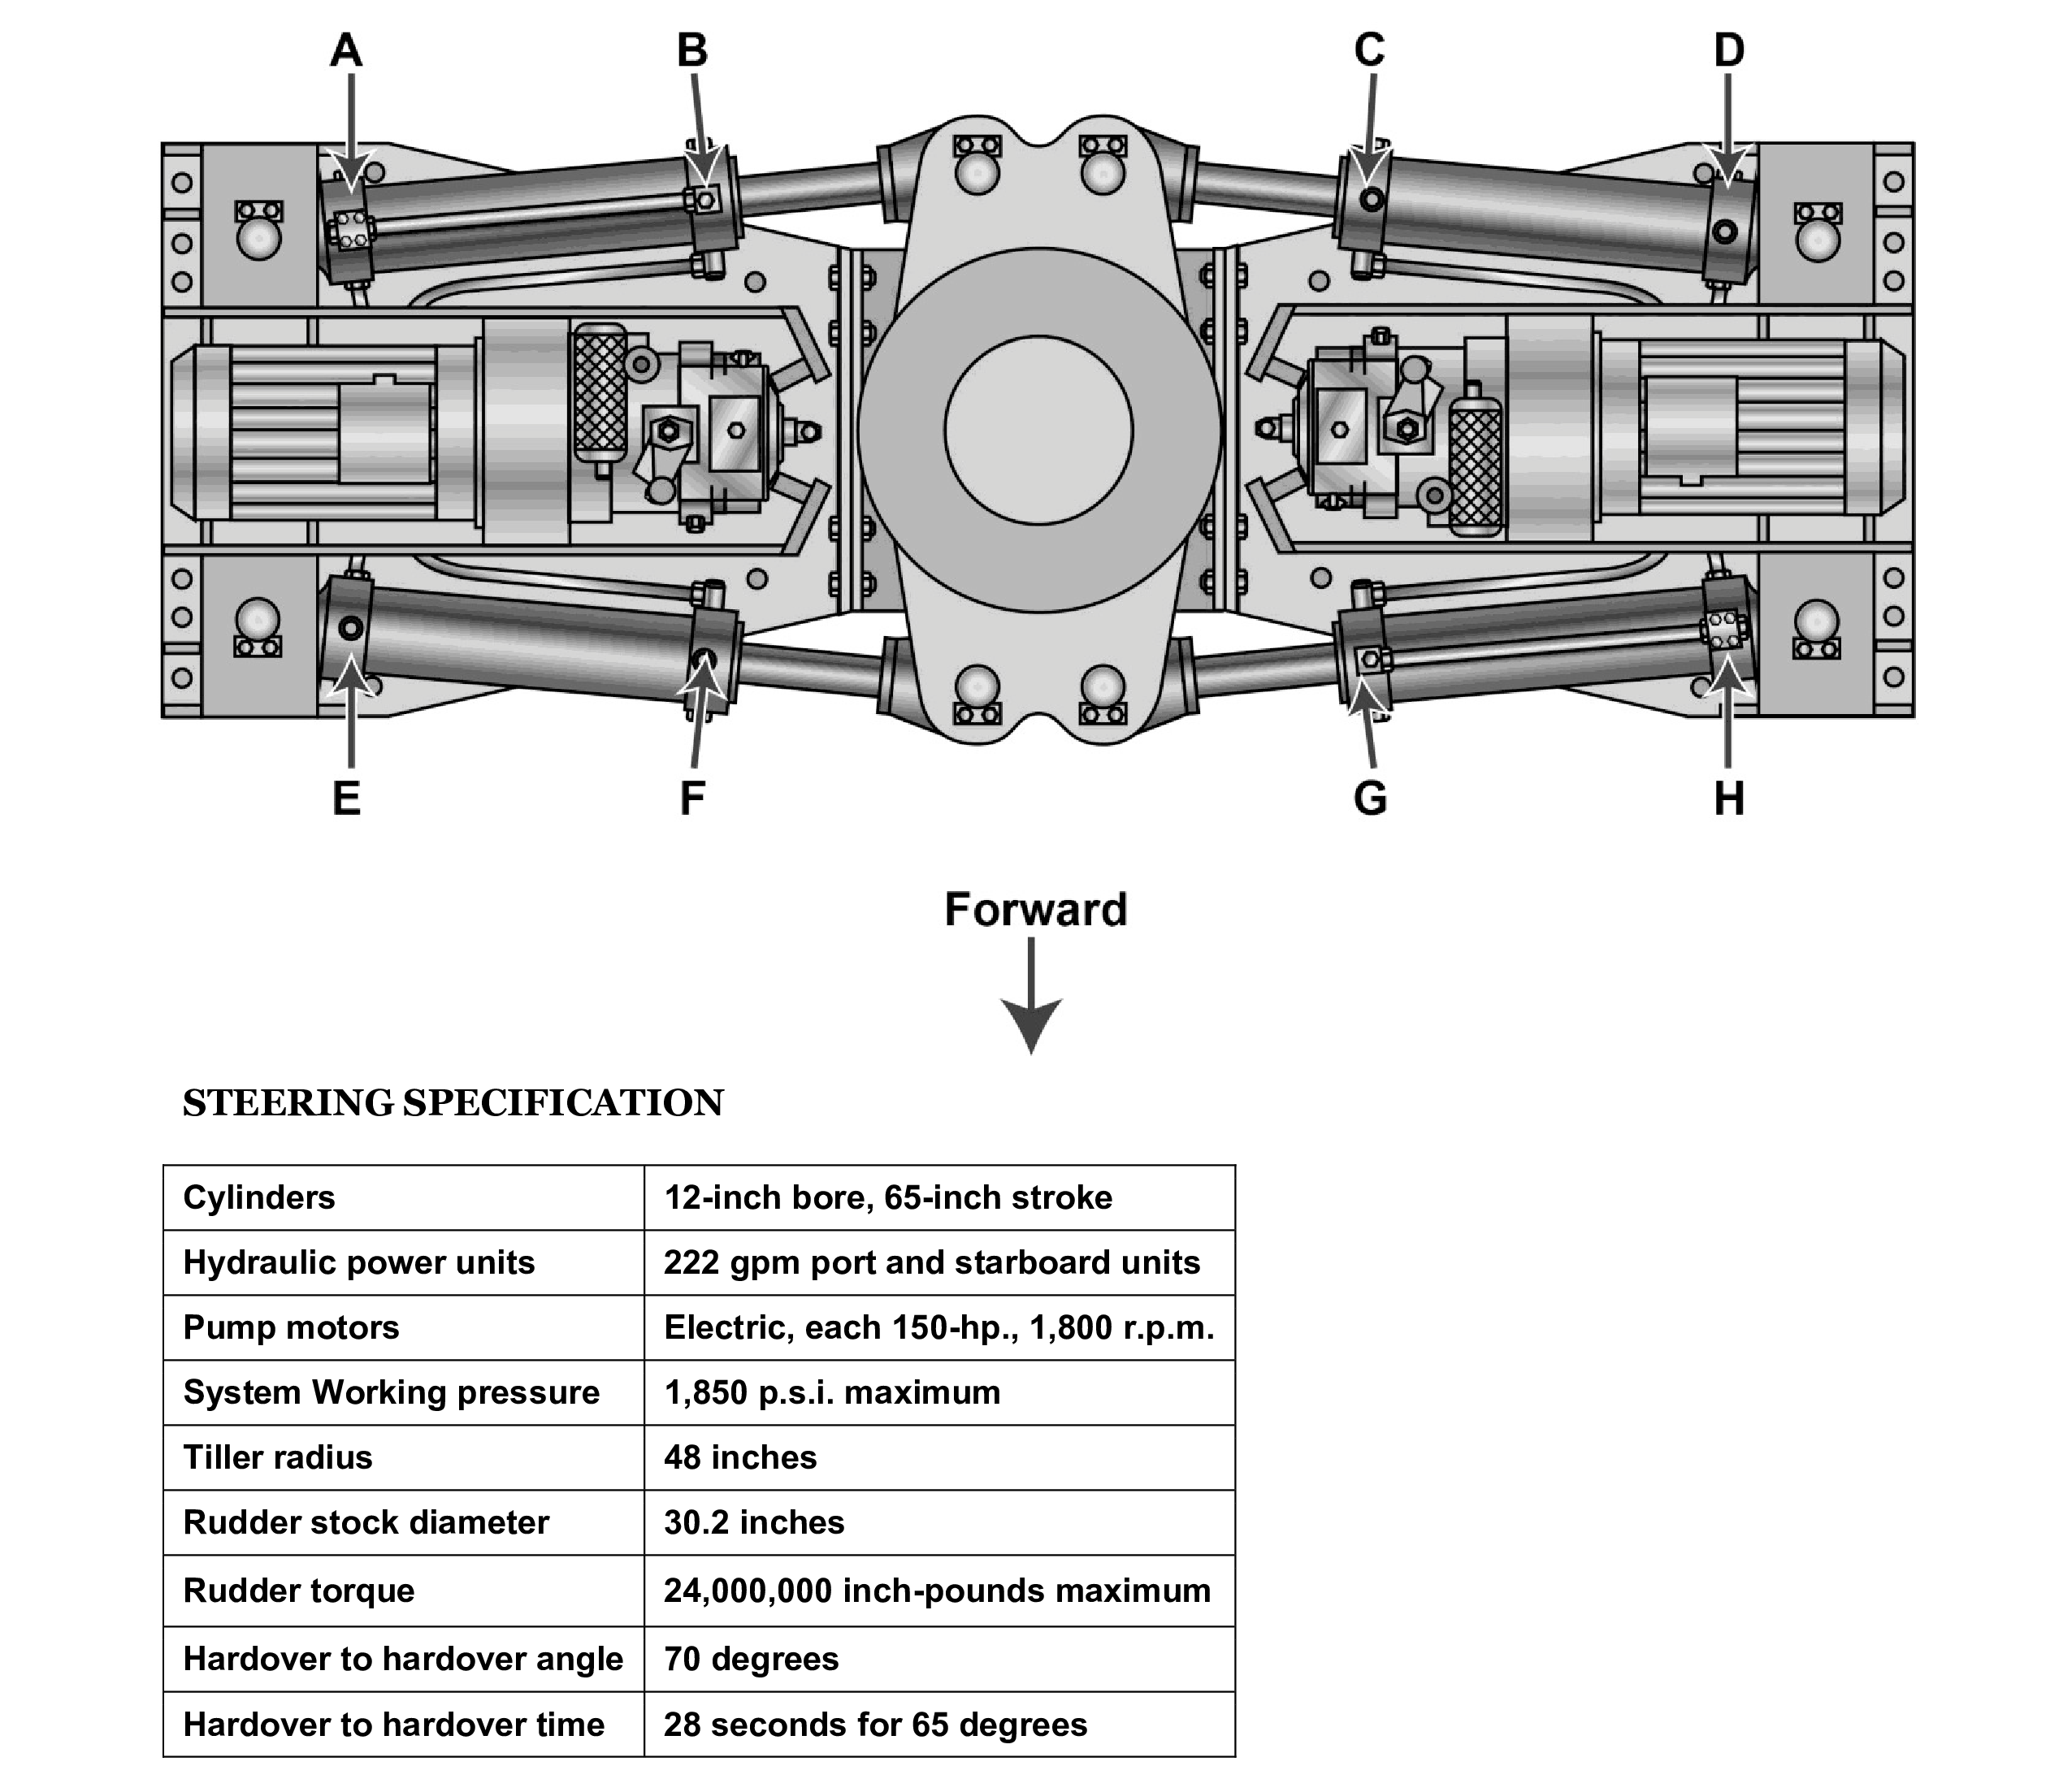 A B C D
E F G H
Forward
STEERING SPECIFICATION
Cylinders 12-inch bore, 65-inch stroke
Hydraulic power units 222 gpm port and starboard units
Pump motors Electric, each 150-hp., 1,800 r.p.m.
System Working pressure 1,850 p.s.i. maximum
Tiller radius 48 inches
Rudder stock diameter 30.2 inches
Rudder torque 24,000,000 inch-pounds maximum
Hardover to hardover angle 70 degrees
Hardover to hardover time 28 seconds for 65 degrees